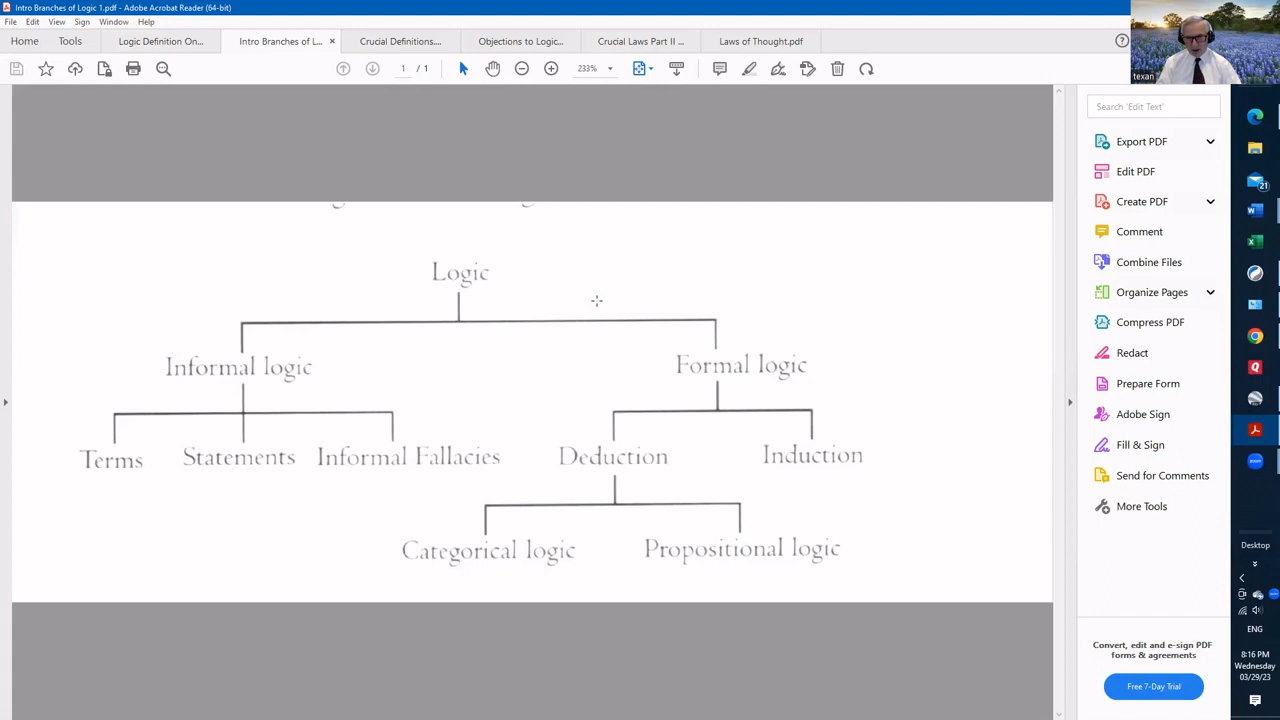 Intro Branches of Logic 1.pdf - Adobe Acrobat Reader (64-bit)
File Edit View Sign Window Help
Home Tools Logic Definition On... Intro Branches of L... × Crucial Definitions... Objections to Logic... Crucial Laws Part II ... Laws of Thought.pdf
1 / 1 233%
texan
Search 'Edit Text'
Export PDF
Edit PDF
Create PDF
Comment
Combine Files
Organize Pages
Compress PDF
Redact
Prepare Form
Adobe Sign
Fill & Sign
Send for Comments
More Tools
Convert, edit and e-sign PDF
forms & agreements
Free 7-Day Trial
Logic
Informal logic Formal logic
Terms Statements Informal Fallacies Deduction Induction
Categorical logic Propositional logic
21
Desktop
ENG
8:16 PM
Wednesday
03/29/23